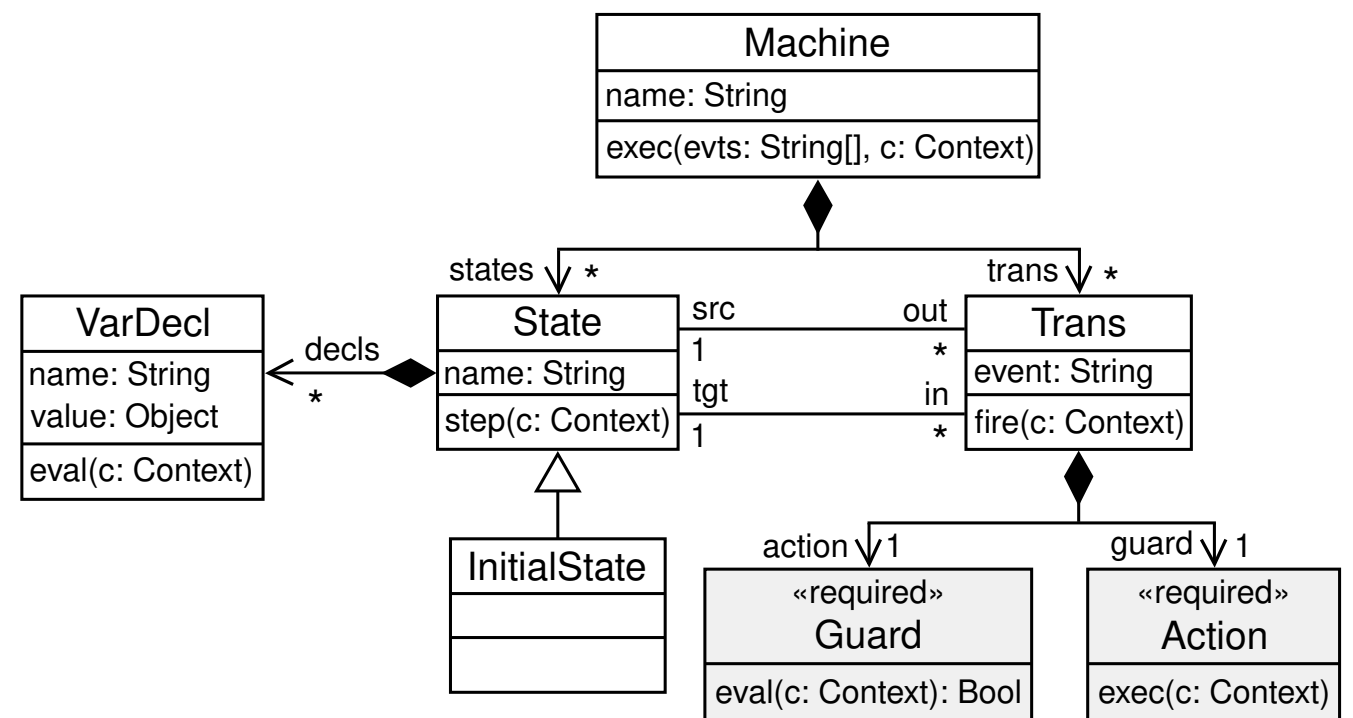 Machine
name: String
exec(evts: String[], c: Context)
states
*
trans
*
VarDecl
name: String
value: Object
eval(c: Context)
decls
*
State
name: String
step(c: Context)
src
1
out
*
tgt
1
in
*
Trans
event: String
fire(c: Context)
InitialState
action
1
guard
1
«required»
Guard
eval(c: Context): Bool
«required»
Action
exec(c: Context)